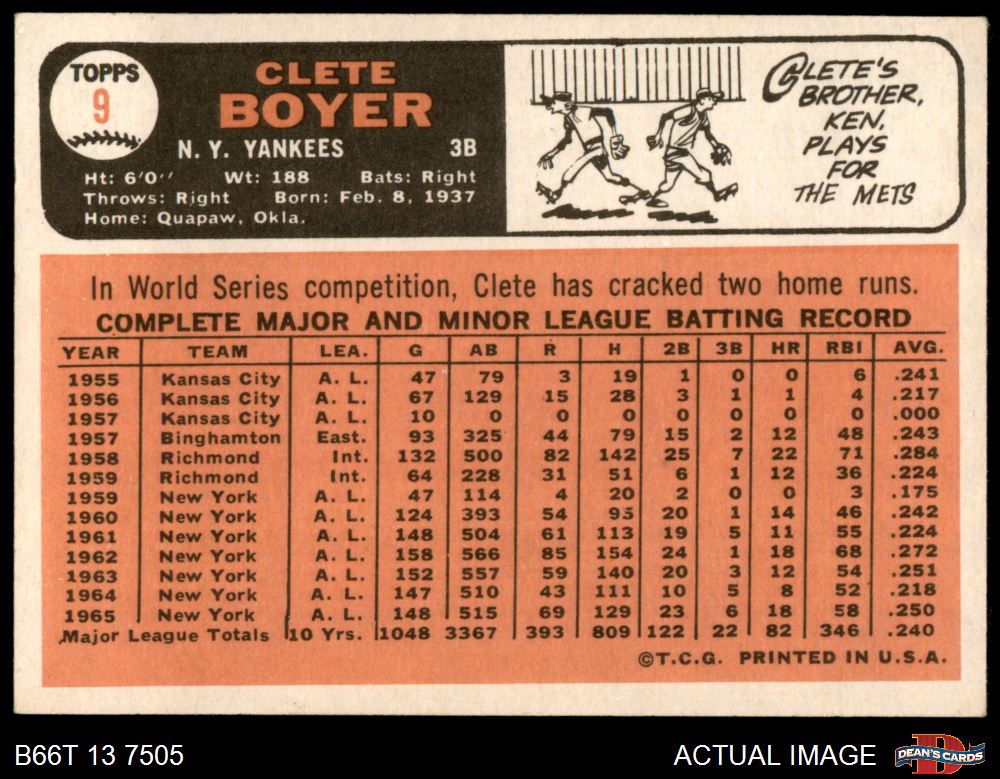 TOPPS
9
CLETE
BOYER
N. Y. YANKEES 3B
Ht: 6'0'' Wt: 188 Bats: Right
Throws: Right Born: Feb. 8, 1937
Home: Quapaw, Okla.
CLETE'S
BROTHER,
KEN,
PLAYS
FOR
THE METS
In World Series competition, Clete has cracked two home runs.
COMPLETE MAJOR AND MINOR LEAGUE BATTING RECORD
YEAR TEAM LEA. G AB R H 2B 3B HR RBI AVG.
1955 Kansas City A. L. 47 79 3 19 1 0 0 6 .241
1956 Kansas City A. L. 67 129 15 28 3 1 1 4 .217
1957 Kansas City A. L. 10 0 0 0 0 0 0 0 .000
1957 Binghamton East. 93 325 44 79 15 2 12 48 .243
1958 Richmond Int. 132 500 82 142 25 7 22 71 .284
1959 Richmond Int. 64 228 31 51 6 1 12 36 .224
1959 New York A. L. 47 114 4 20 2 0 0 3 .175
1960 New York A. L. 124 393 54 95 20 1 14 46 .242
1961 New York A. L. 148 504 61 113 19 5 11 55 .224
1962 New York A. L. 158 566 85 154 24 1 18 68 .272
1963 New York A. L. 152 557 59 140 20 3 12 54 .251
1964 New York A. L. 147 510 43 111 10 5 8 52 .218
1965 New York A. L. 148 515 69 129 23 6 18 58 .250
Major League Totals 10 Yrs. 1048 3367 393 809 122 22 82 346 .240
©T.C.G. PRINTED IN U.S.A.
B66T 13 7505 ACTUAL IMAGE
DEAN'S CARDS